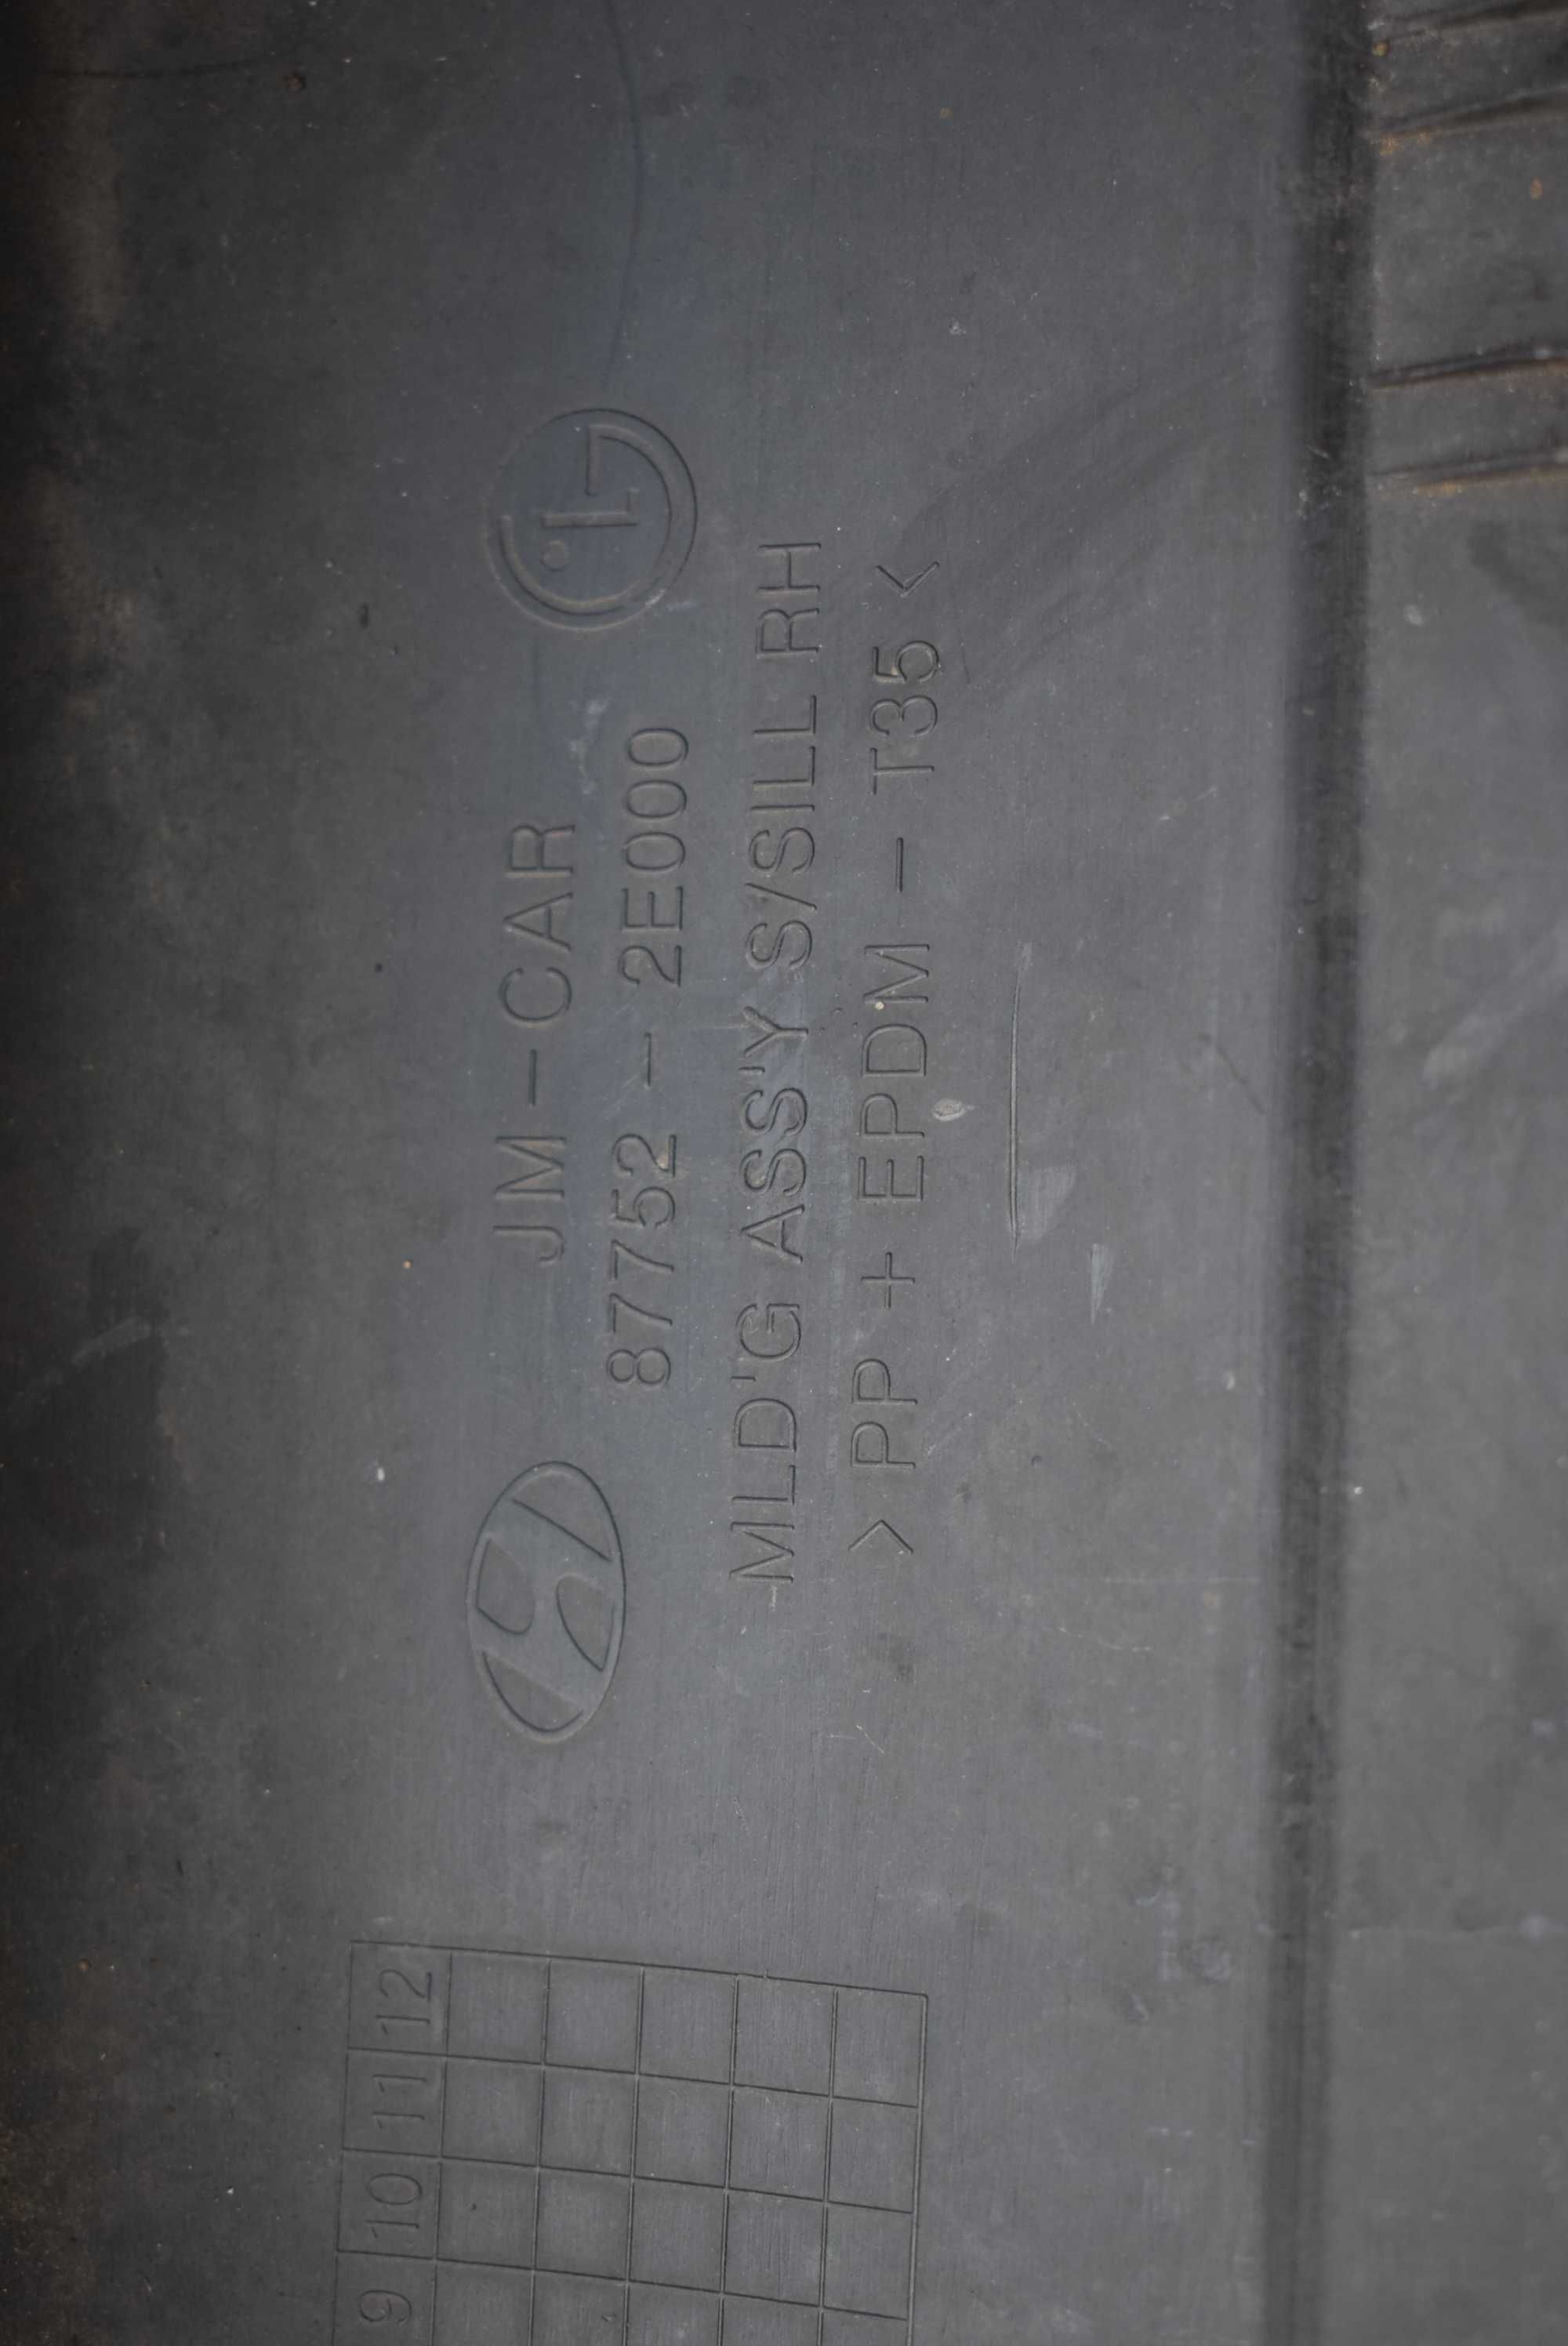 JM-CAR
87752-2E000
MLD'G ASS'Y S/SILL RH
>PP + EPDM - T35<
9 10 11 12